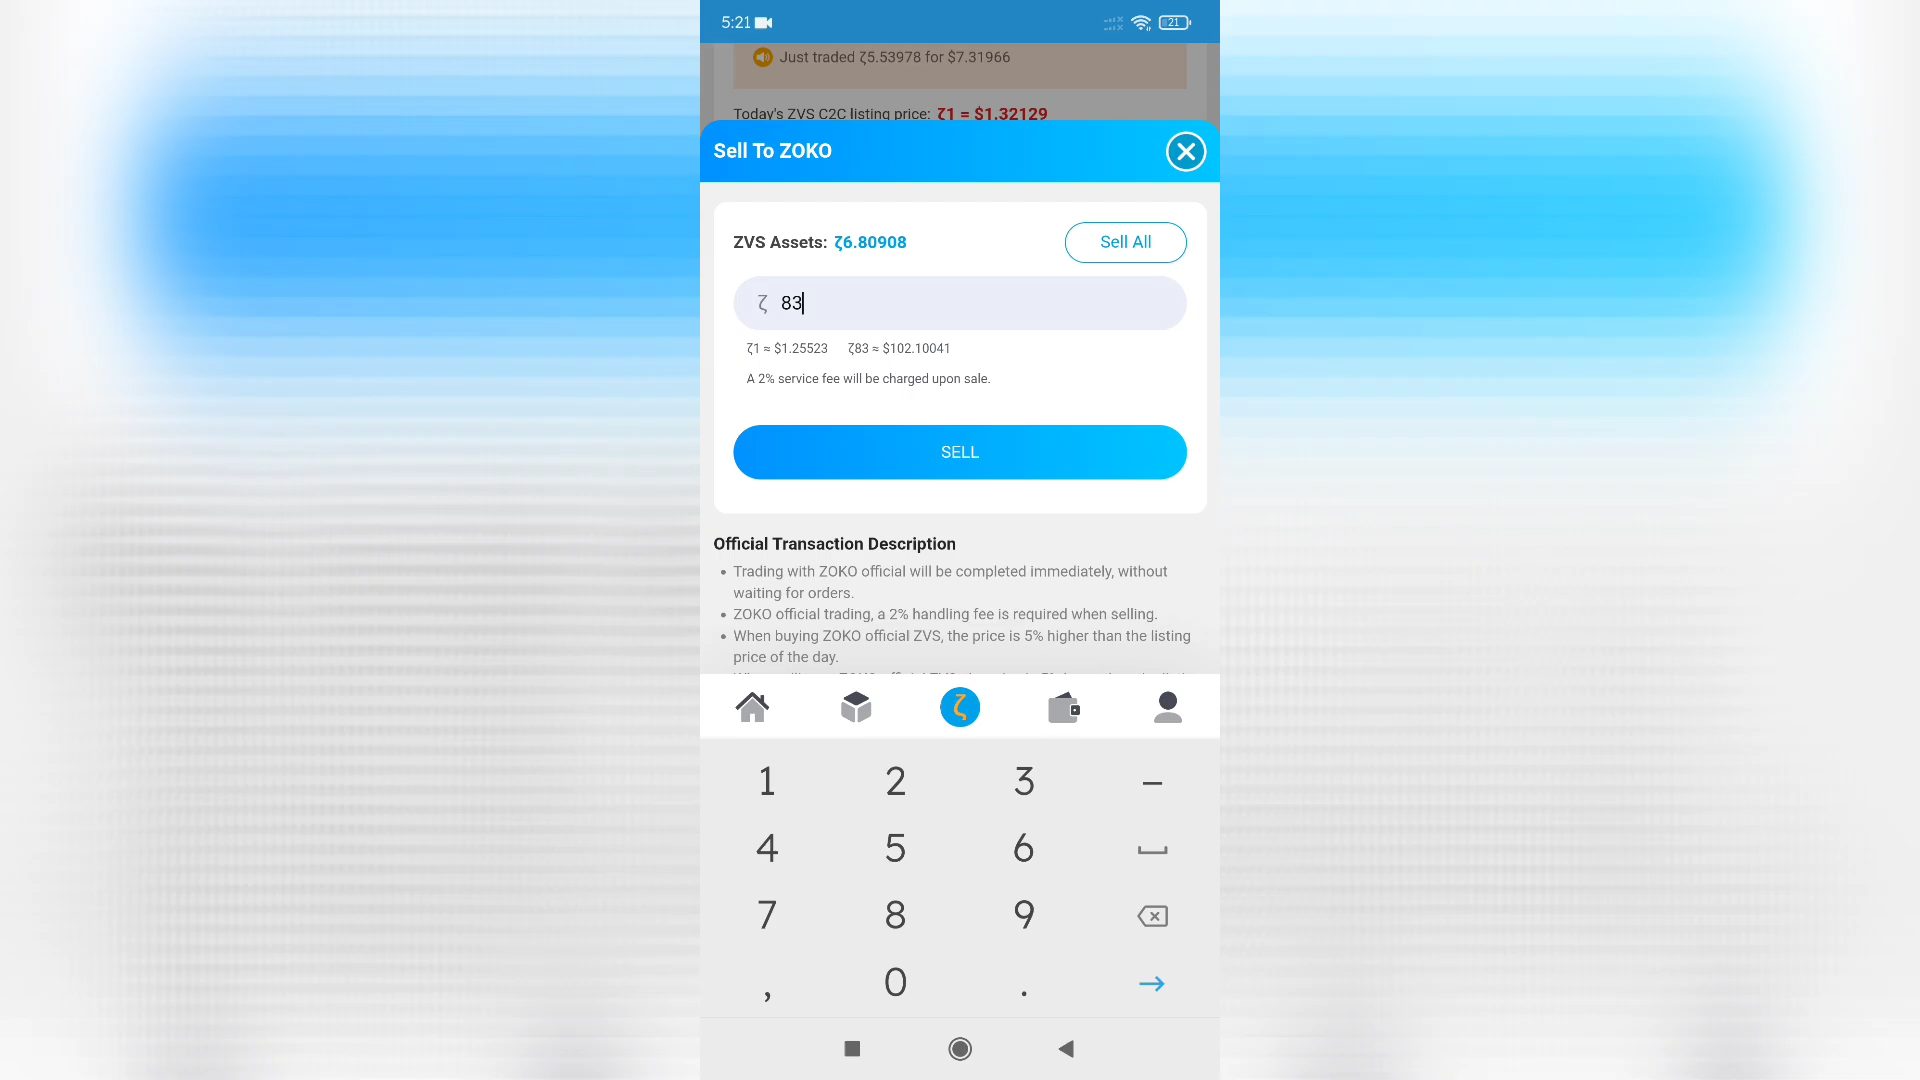 5:21
21
Just traded ζ5.53978 for $7.31966
Today's ZVS C2C listing price: ζ1 = $1.32129
Sell To ZOKO
ZVS Assets: ζ6.80908
Sell All
ζ 83
ζ1 ≈ $1.25523 ζ83 ≈ $102.10041
A 2% service fee will be charged upon sale.
SELL
Official Transaction Description
• Trading with ZOKO official will be completed immediately, without
waiting for orders.
• ZOKO official trading, a 2% handling fee is required when selling.
• When buying ZOKO official ZVS, the price is 5% higher than the listing
price of the day.
ζ
1 2 3 –
4 5 6
7 8 9
, 0 . →